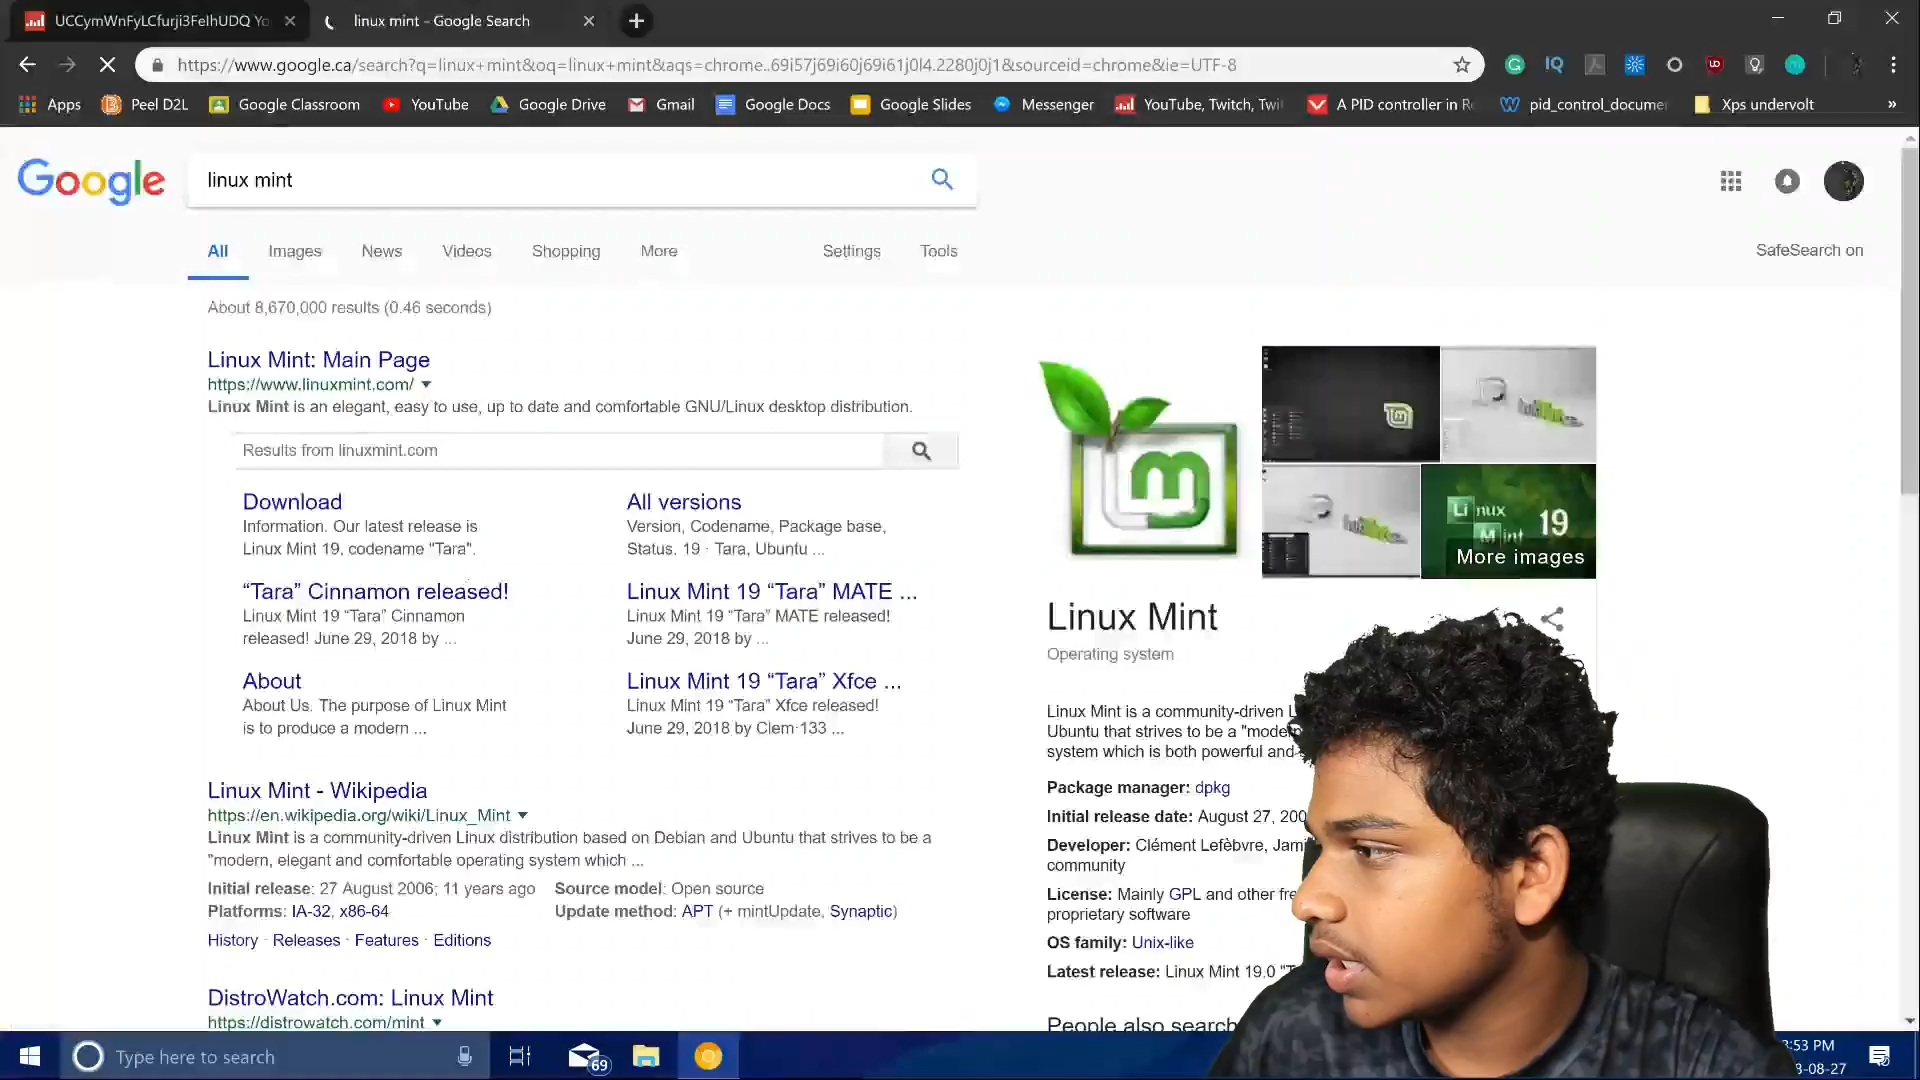 UCCymWnFyLCfurji3FelhUDQ Yo
linux mint - Google Search
https://www.google.ca/search?q=linux+mint&oq=linux+mint&aqs=chrome..69i57j69i60j69i61j0l4.2280j0j1&sourceid=chrome&ie=UTF-8
Apps Peel D2L Google Classroom YouTube Google Drive Gmail Google Docs Google Slides Messenger YouTube, Twitch, Twi A PID controller in Ro pid_control_documen Xps undervolt »
Google linux mint
All Images News Videos Shopping More Settings Tools SafeSearch on
About 8,670,000 results (0.46 seconds)
Linux Mint: Main Page
https://www.linuxmint.com/
Linux Mint is an elegant, easy to use, up to date and comfortable GNU/Linux desktop distribution.
Results from linuxmint.com
Download
Information. Our latest release is
Linux Mint 19, codename "Tara".
All versions
Version, Codename, Package base,
Status. 19 · Tara, Ubuntu ...
“Tara” Cinnamon released!
Linux Mint 19 “Tara” Cinnamon
released! June 29, 2018 by ...
Linux Mint 19 “Tara” MATE ...
Linux Mint 19 “Tara” MATE released!
June 29, 2018 by ...
About
About Us. The purpose of Linux Mint
is to produce a modern ...
Linux Mint 19 “Tara” Xfce ...
Linux Mint 19 “Tara” Xfce released!
June 29, 2018 by Clem·133 ...
Linux Mint - Wikipedia
https://en.wikipedia.org/wiki/Linux_Mint
Linux Mint is a community-driven Linux distribution based on Debian and Ubuntu that strives to be a
"modern, elegant and comfortable operating system which ...
Initial release: 27 August 2006; 11 years ago Source model: Open source
Platforms: IA-32, x86-64 Update method: APT (+ mintUpdate, Synaptic)
History · Releases · Features · Editions
DistroWatch.com: Linux Mint
https://distrowatch.com/mint
Linux
Mint 19
More images
Linux Mint
Operating system
Linux Mint is a community-driven L
Ubuntu that strives to be a "modern
system which is both powerful and
Package manager: dpkg
Initial release date: August 27, 200
Developer: Clément Lefèbvre, Jami
community
License: Mainly GPL and other fre
proprietary software
OS family: Unix-like
Latest release: Linux Mint 19.0 "T
People also search
Type here to search
69
:53 PM
8-08-27